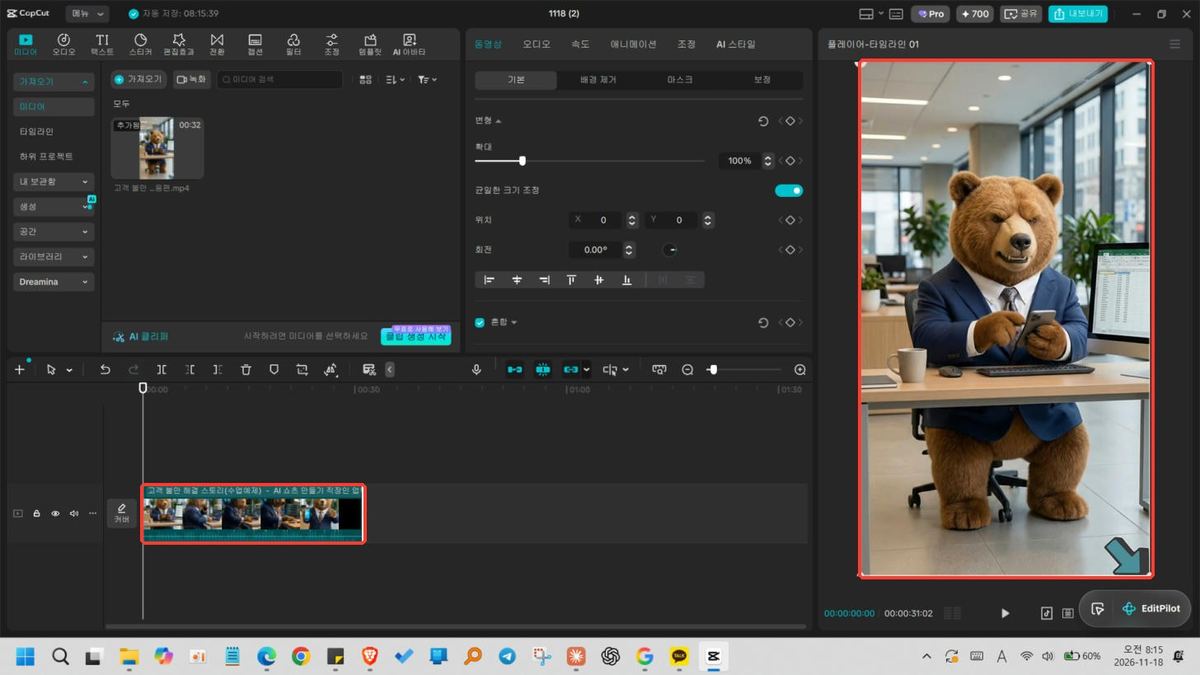 CapCut 메뉴 자동 저장: 08:15:39 1118 (2) Pro 700 공유 내보내기
미디어 오디오 텍스트 스티커 편집효과 전환 캡션 필터 조정 템플릿 AI 아바타
가져오기
미디어
타임라인
하위 프로젝트
내 보관함
생성 AI
공간
라이브러리
Dreamina
가져오기 녹화 미디어 검색
모두
추가됨 00:32
고객 불만 ...용편.mp4
AI 클리퍼 시작하려면 미디어를 선택하세요 무료로 사용해 보기
클립 생성 시작
동영상 오디오 속도 애니메이션 조정 AI 스타일
기본 배경 제거 마스크 보정
변형
확대
100%
균일한 크기 조정
위치 X 0 Y 0
회전 0.00°
혼합
플레이어-타임라인 01
00:00:00:00 00:00:31:02
EditPilot
00:00 00:30 01:00 01:30
커버
고객 불만 해결 스토리(수업예제) - AI 쇼츠 만들기 직장인 업
60% 오전 8:15
2026-11-18